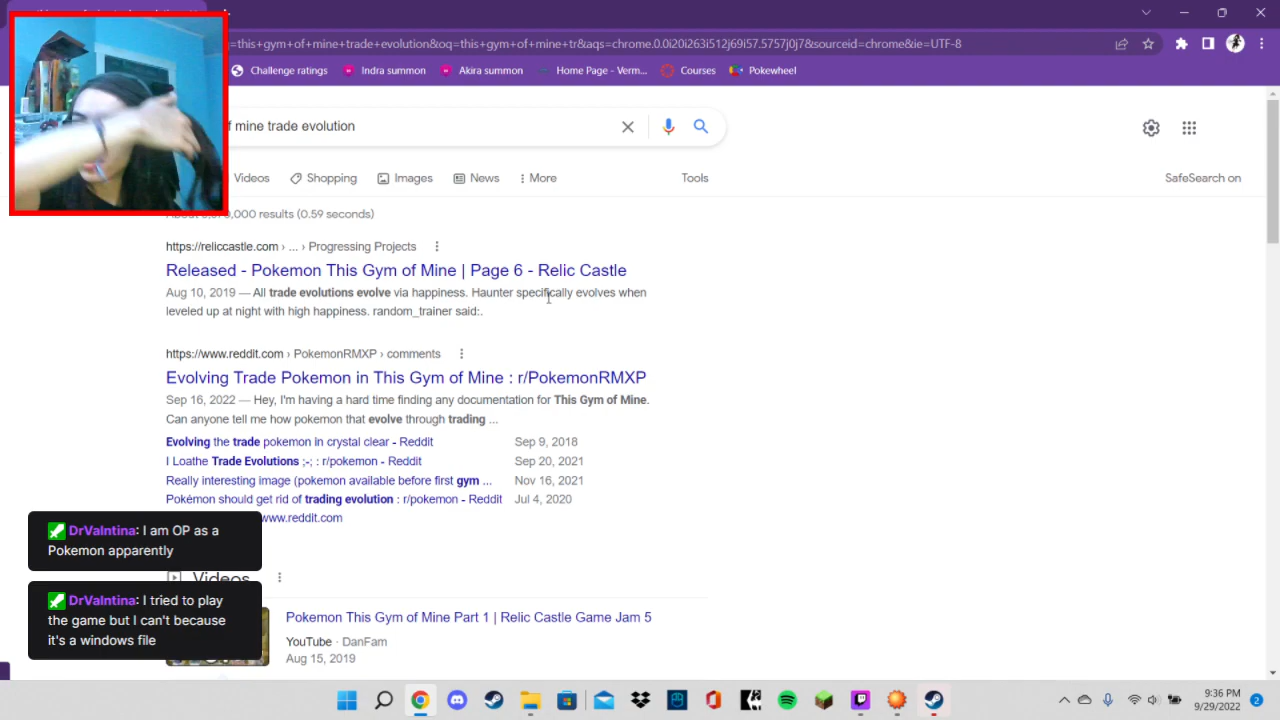 =this+gym+of+mine+trade+evolution&oq=this+gym+of+mine+tr&aqs=chrome.0.0i20i263i512j69i57.5757j0j7&sourceid=chrome&ie=UTF-8
Challenge ratings Indra summon Akira summon Home Page - Verm... Courses Pokewheel
f mine trade evolution
Videos Shopping Images News More Tools SafeSearch on
000 results (0.59 seconds)
https://reliccastle.com › ... › Progressing Projects
Released - Pokemon This Gym of Mine | Page 6 - Relic Castle
Aug 10, 2019 — All trade evolutions evolve via happiness. Haunter specifically evolves when
leveled up at night with high happiness. random_trainer said:.
https://www.reddit.com › PokemonRMXP › comments
Evolving Trade Pokemon in This Gym of Mine : r/PokemonRMXP
Sep 16, 2022 — Hey, I'm having a hard time finding any documentation for This Gym of Mine.
Can anyone tell me how pokemon that evolve through trading ...
Evolving the trade pokemon in crystal clear - Reddit Sep 9, 2018
I Loathe Trade Evolutions ;-; : r/pokemon - Reddit Sep 20, 2021
Really interesting image (pokemon available before first gym ... Nov 16, 2021
Pokémon should get rid of trading evolution : r/pokemon - Reddit Jul 4, 2020
www.reddit.com
DrValntina: I am OP as a
Pokemon apparently
Videos
DrValntina: I tried to play
the game but I can't because
it's a windows file
Pokemon This Gym of Mine Part 1 | Relic Castle Game Jam 5
YouTube · DanFam
Aug 15, 2019
9:36 PM
9/29/2022
2